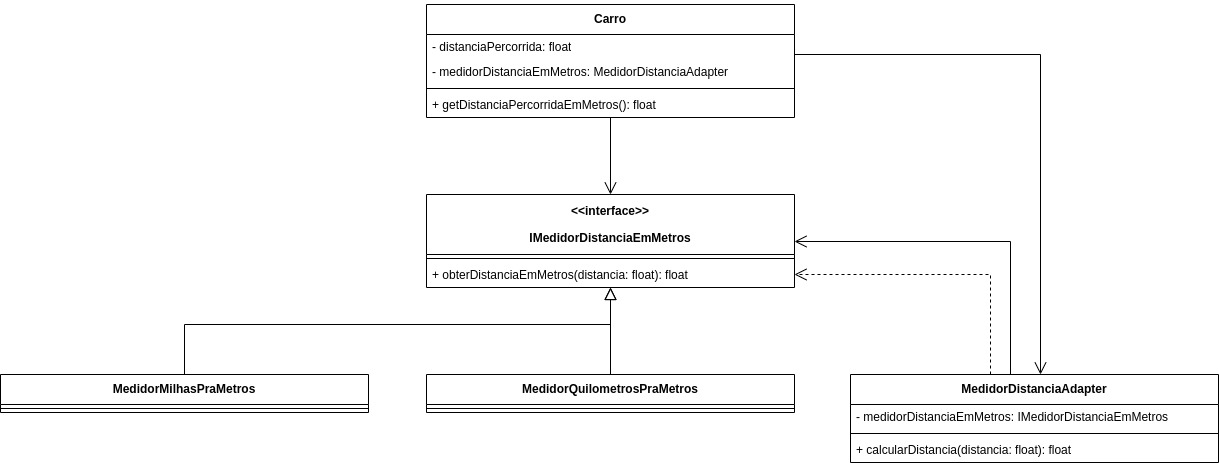 Carro
- distanciaPercorrida: float
- medidorDistanciaEmMetros: MedidorDistanciaAdapter
+ getDistanciaPercorridaEmMetros(): float
<<interface>>
IMedidorDistanciaEmMetros
+ obterDistanciaEmMetros(distancia: float): float
MedidorMilhasPraMetros
MedidorQuilometrosPraMetros
MedidorDistanciaAdapter
- medidorDistanciaEmMetros: IMedidorDistanciaEmMetros
+ calcularDistancia(distancia: float): float